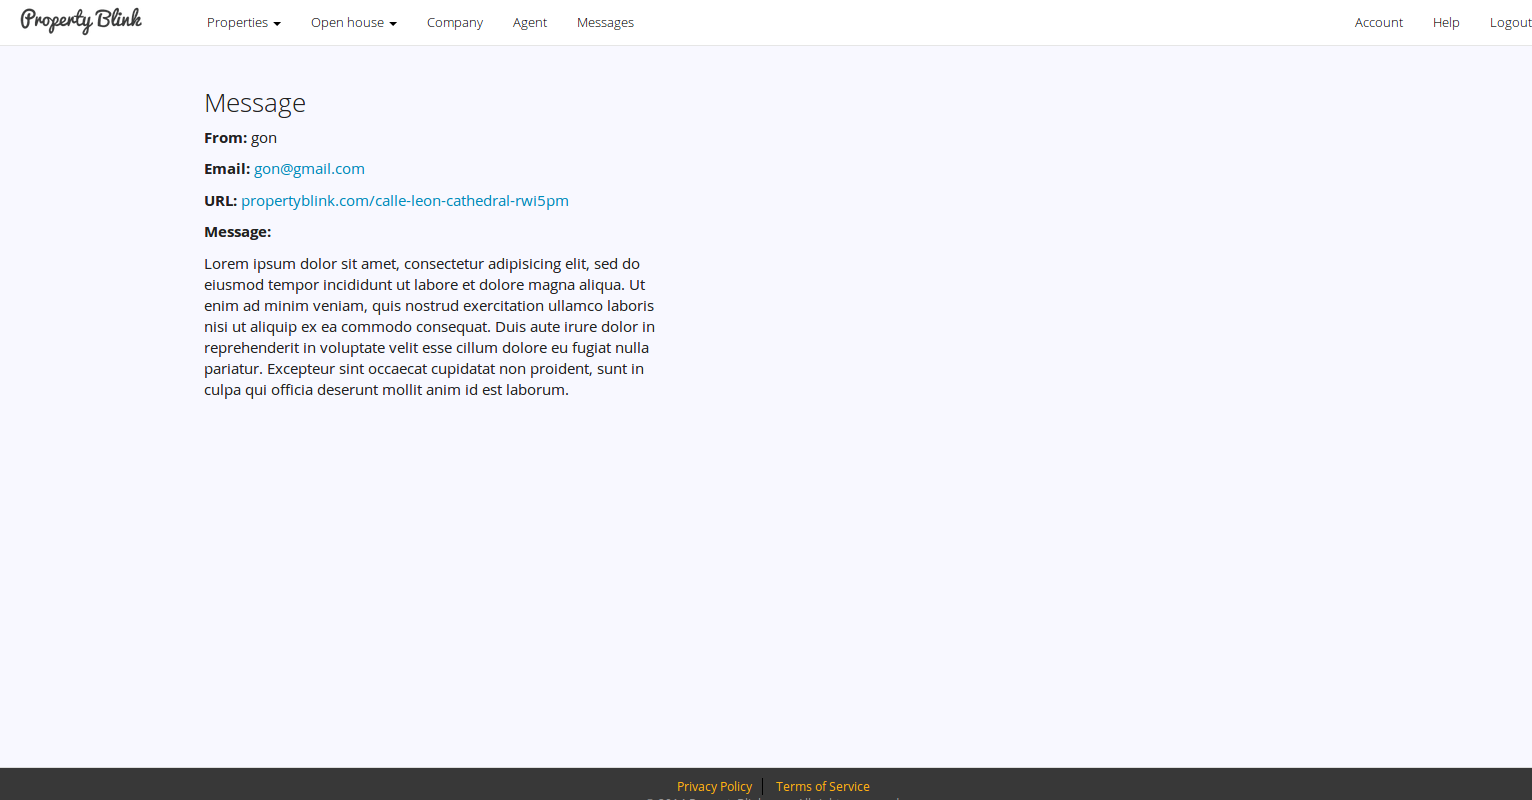 Property Blink
Properties
Open house
Company
Agent
Messages
Account
Help
Logout
Message
From: gon
Email: gon@gmail.com
URL: propertyblink.com/calle-leon-cathedral-rwi5pm
Message:
Lorem ipsum dolor sit amet, consectetur adipisicing elit, sed do
eiusmod tempor incididunt ut labore et dolore magna aliqua. Ut
enim ad minim veniam, quis nostrud exercitation ullamco laboris
nisi ut aliquip ex ea commodo consequat. Duis aute irure dolor in
reprehenderit in voluptate velit esse cillum dolore eu fugiat nulla
pariatur. Excepteur sint occaecat cupidatat non proident, sunt in
culpa qui officia deserunt mollit anim id est laborum.
Privacy Policy
Terms of Service